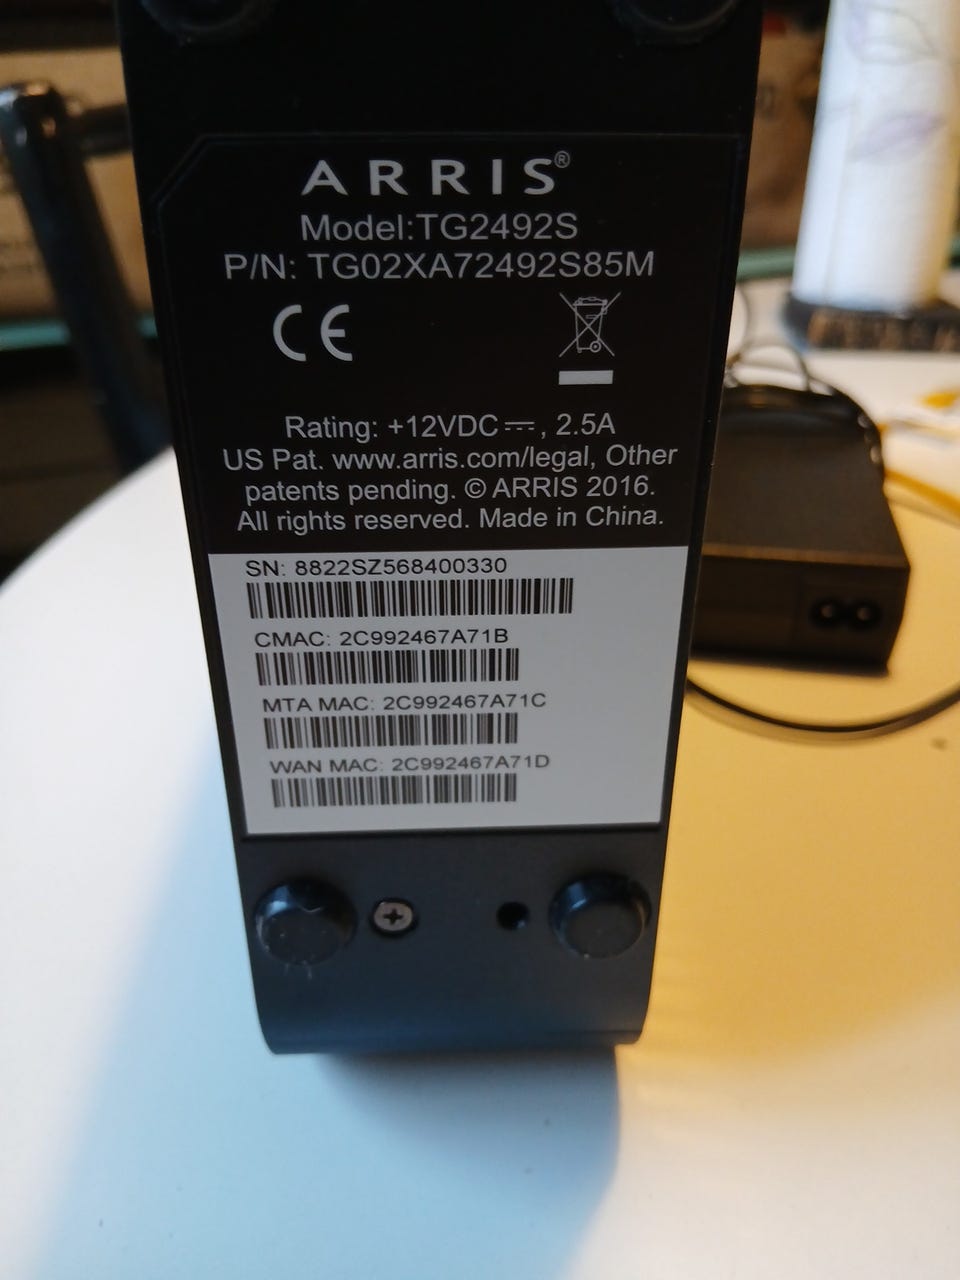 ARRIS®
Model:TG2492S
P/N: TG02XA72492S85M
CE
Rating: +12VDC⎓, 2.5A
US Pat. www.arris.com/legal, Other
patents pending. © ARRIS 2016.
All rights reserved. Made in China.
SN: 8822SZ568400330
CMAC: 2C992467A71B
MTA MAC: 2C992467A71C
WAN MAC: 2C992467A71D